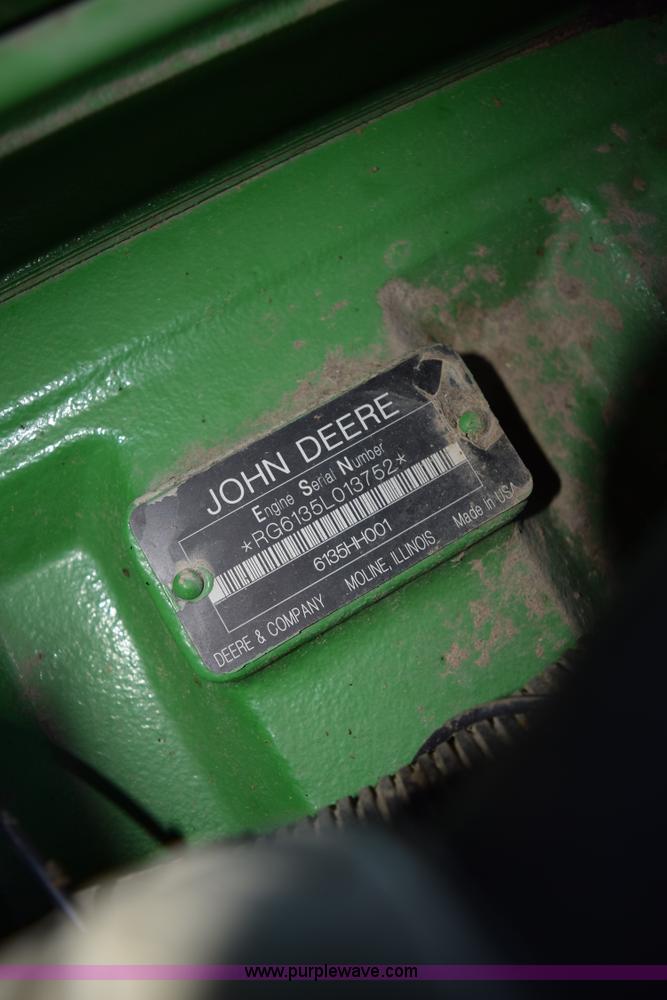 JOHN DEERE
Engine Serial Number
*RG6135L013752*
6135HH001
DEERE & COMPANY MOLINE, ILLINOIS Made in USA
www.purplewave.com